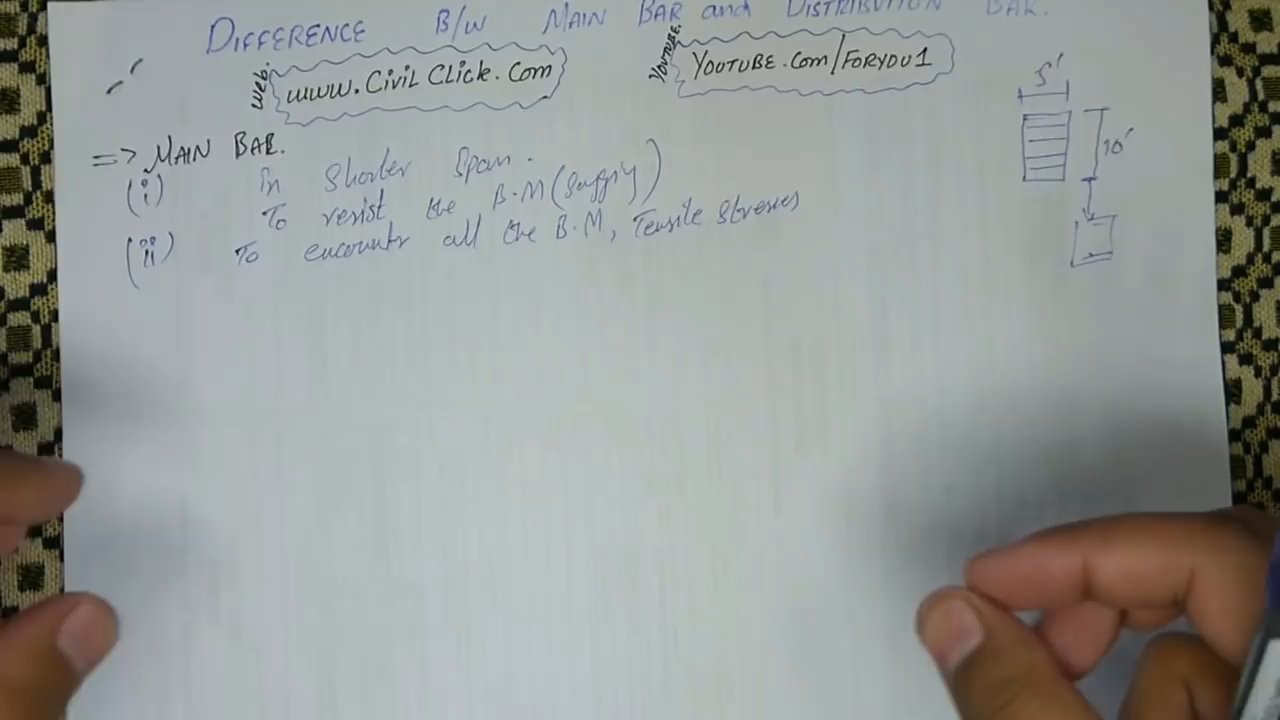 DIFFERENCE B/W MAIN BAR and DISTRIBUTION BAR.
web: www.Civil Click.Com
YOUTUBE. YOUTUBE.Com/FORYOU1
5'
=> MAIN BAR.
10'
(i) in Shorter Span.
To resist the B.M (Saggig)
(ii) To encounter all the B.M, Tensile Stresses